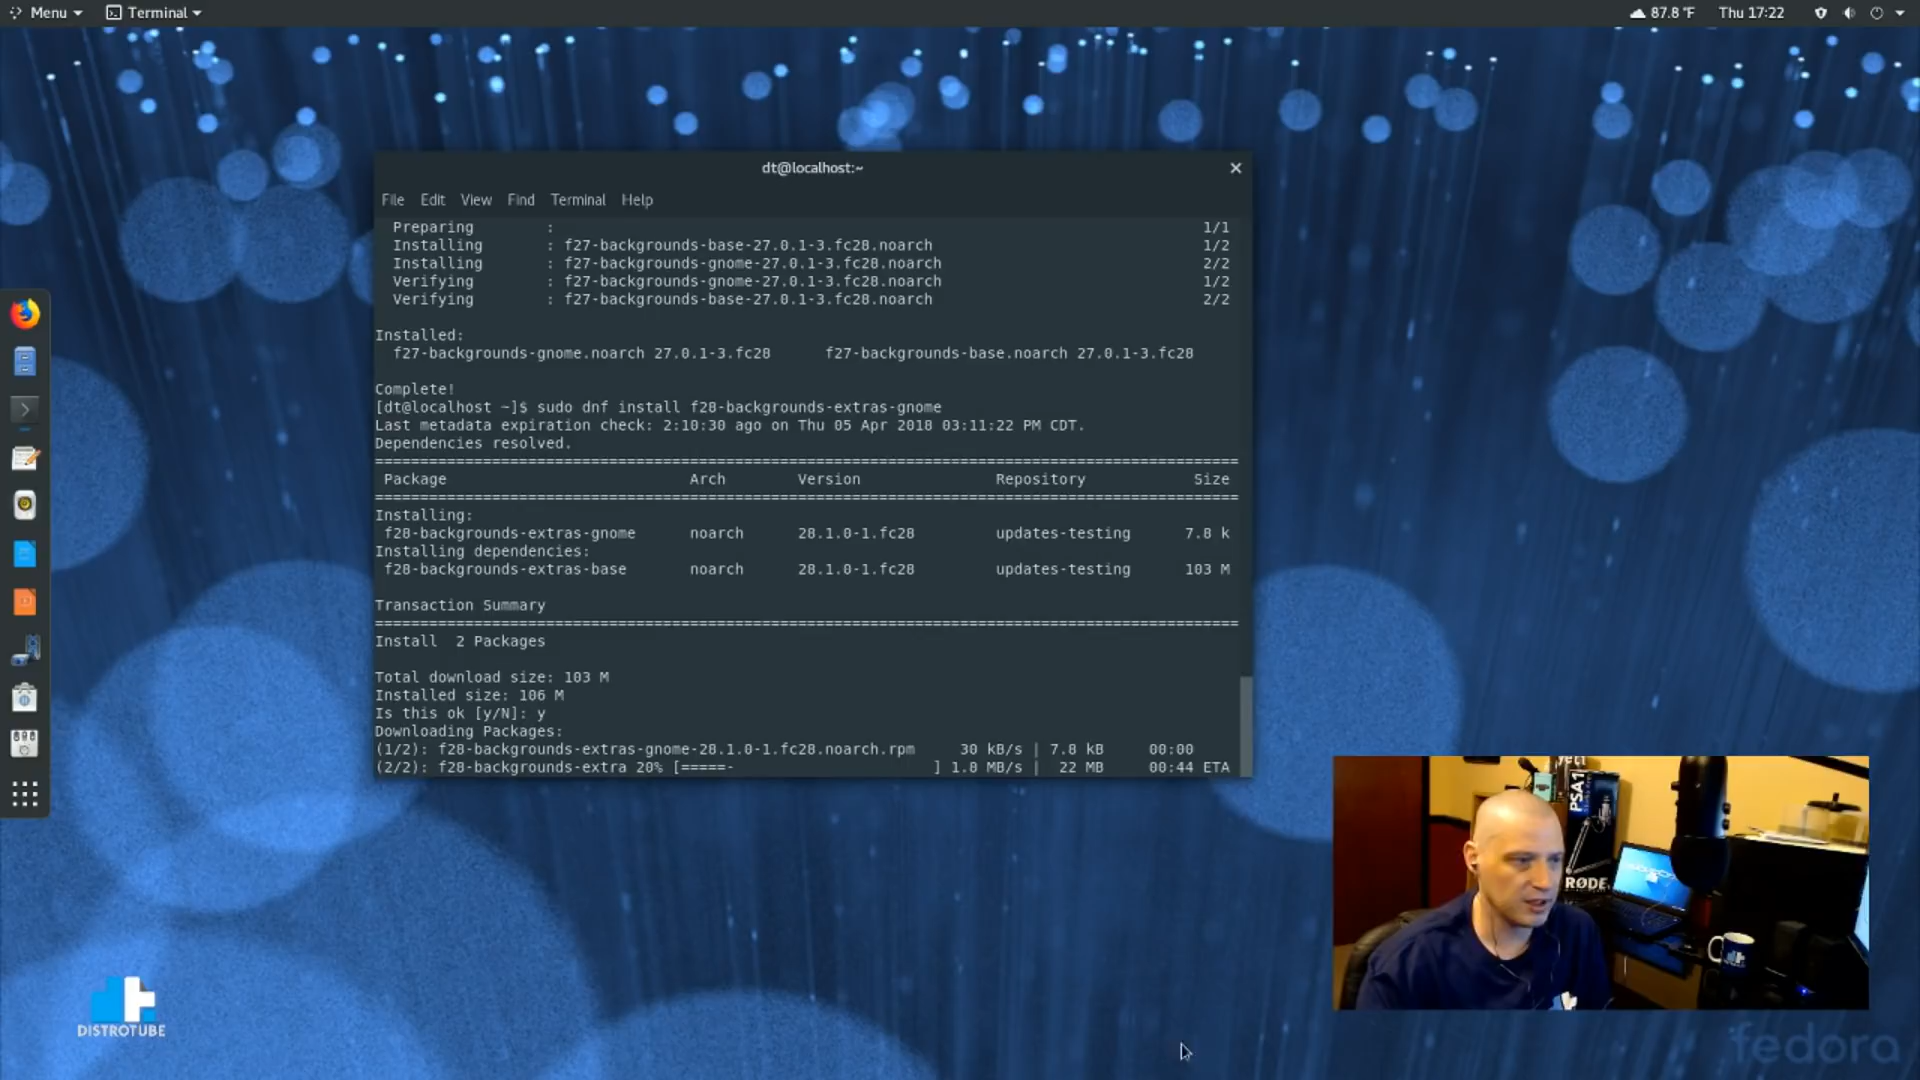 Menu
Terminal
87.8 °F
Thu 17:22
dt@localhost:~
File Edit View Find Terminal Help
Preparing : 1/1
Installing : f27-backgrounds-base-27.0.1-3.fc28.noarch 1/2
Installing : f27-backgrounds-gnome-27.0.1-3.fc28.noarch 2/2
Verifying : f27-backgrounds-gnome-27.0.1-3.fc28.noarch 1/2
Verifying : f27-backgrounds-base-27.0.1-3.fc28.noarch 2/2
Installed:
f27-backgrounds-gnome.noarch 27.0.1-3.fc28 f27-backgrounds-base.noarch 27.0.1-3.fc28
Complete!
[dt@localhost ~]$ sudo dnf install f28-backgrounds-extras-gnome
Last metadata expiration check: 2:10:30 ago on Thu 05 Apr 2018 03:11:22 PM CDT.
Dependencies resolved.
================================================================================================
Package Arch Version Repository Size
================================================================================================
Installing:
f28-backgrounds-extras-gnome noarch 28.1.0-1.fc28 updates-testing 7.8 k
Installing dependencies:
f28-backgrounds-extras-base noarch 28.1.0-1.fc28 updates-testing 103 M
Transaction Summary
================================================================================================
Install 2 Packages
Total download size: 103 M
Installed size: 106 M
Is this ok [y/N]: y
Downloading Packages:
(1/2): f28-backgrounds-extras-gnome-28.1.0-1.fc28.noarch.rpm 30 kB/s | 7.8 kB 00:00
(2/2): f28-backgrounds-extra 20% [=====- ] 1.8 MB/s | 22 MB 00:44 ETA
PSA1
RØDE
DISTROTUBE
fedora